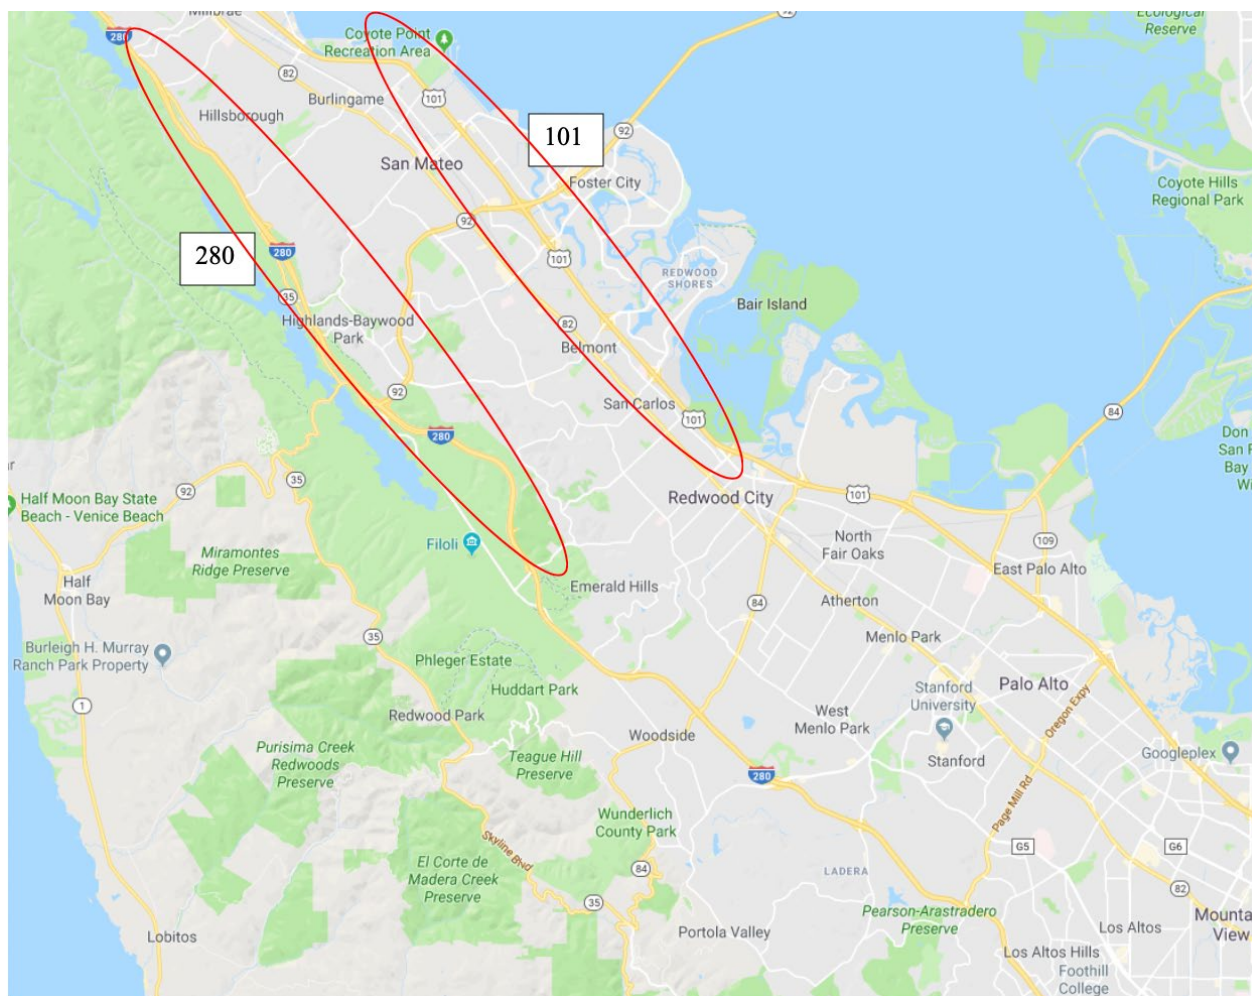 Millbrae
280
Coyote Point
Recreation Area
92
Ecological
Reserve
82
101
Burlingame
Hillsborough
101
92
San Mateo
Foster City
Coyote Hills
Regional Park
92
280
280
101
REDWOOD
SHORES
35
Bair Island
Highlands-Baywood
Park
82
Belmont
92
San Carlos
84
101
280
Don
San F
Bay
Wi
35
92
Half Moon Bay State
Beach - Venice Beach
Redwood City
101
Filoli
North
Fair Oaks
109
Miramontes
Ridge Preserve
East Palo Alto
Half
Moon Bay
Emerald Hills
84
Atherton
35
Menlo Park
Burleigh H. Murray
Ranch Park Property
Phleger Estate
Huddart Park
Stanford
University
Palo Alto
1
Redwood Park
West
Menlo Park
Oregon Expy
Woodside
Purisima Creek
Redwoods
Preserve
Teague Hill
Preserve
Stanford
Googleplex
280
Page Mill Rd
Wunderlich
County Park
Skyline Blvd
G5
G6
El Corte de
Madera Creek
Preserve
84
LADERA
82
35
Pearson-Arastradero
Preserve
Mounta
View
Lobitos
Portola Valley
Los Altos
Los Altos Hills
Foothill
College